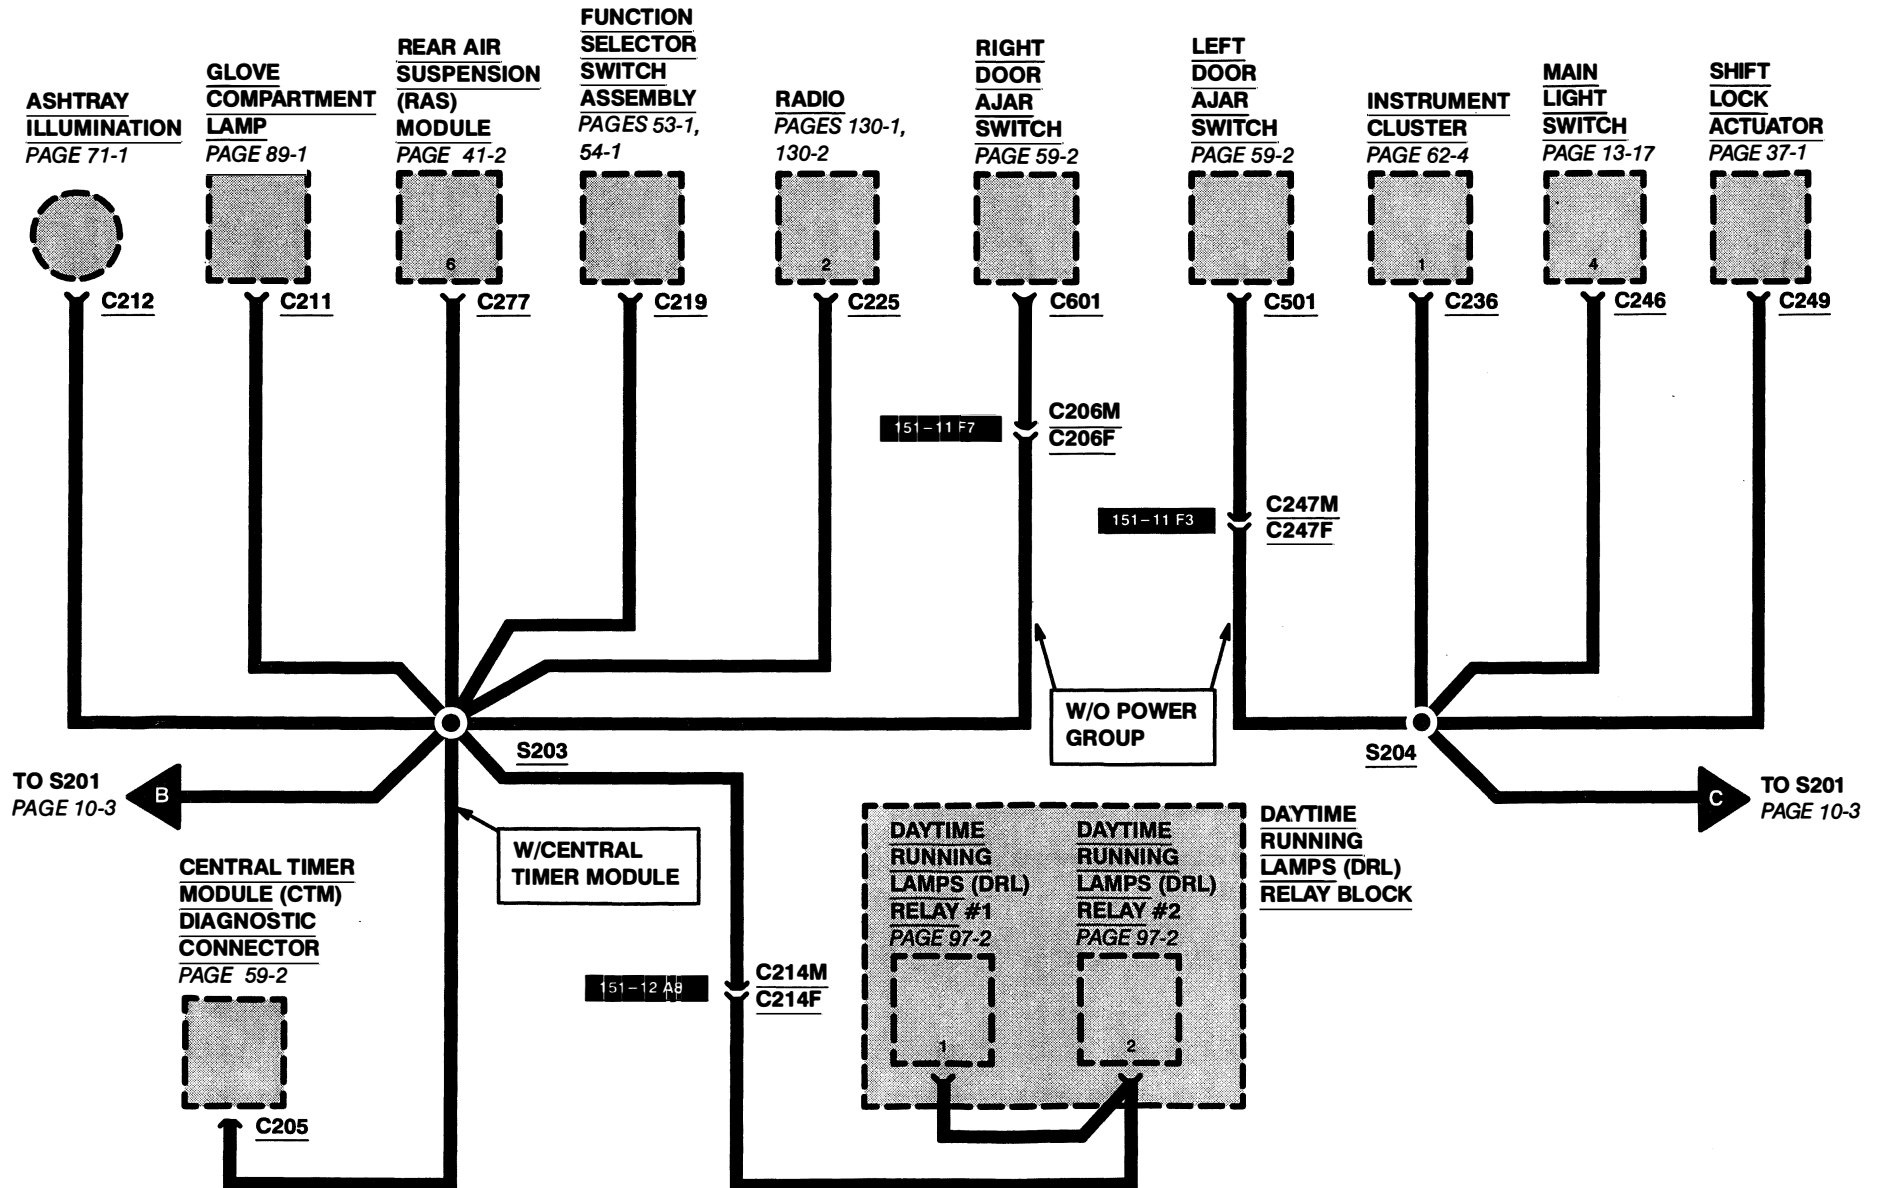 ASHTRAY
ILLUMINATION
PAGE 71-1
GLOVE
COMPARTMENT
LAMP
PAGE 89-1
REAR AIR
SUSPENSION
(RAS)
MODULE
PAGE 41-2
FUNCTION
SELECTOR
SWITCH
ASSEMBLY
PAGES 53-1,
54-1
RADIO
PAGES 130-1,
130-2
RIGHT
DOOR
AJAR
SWITCH
PAGE 59-2
LEFT
DOOR
AJAR
SWITCH
PAGE 59-2
INSTRUMENT
CLUSTER
PAGE 62-4
MAIN
LIGHT
SWITCH
PAGE 13-17
SHIFT
LOCK
ACTUATOR
PAGE 37-1
6
2
1
4
C212
C211
C277
C219
C225
C601
C501
C236
C246
C249
151-11 F7
C206M
C206F
151-11 F3
C247M
C247F
W/O POWER
GROUP
S203
S204
TO S201
PAGE 10-3
B
C
TO S201
PAGE 10-3
W/CENTRAL
TIMER MODULE
CENTRAL TIMER
MODULE (CTM)
DIAGNOSTIC
CONNECTOR
PAGE 59-2
C205
151-12 A8
C214M
C214F
DAYTIME
RUNNING
LAMPS (DRL)
RELAY #1
PAGE 97-2
1
DAYTIME
RUNNING
LAMPS (DRL)
RELAY #2
PAGE 97-2
2
DAYTIME
RUNNING
LAMPS (DRL)
RELAY BLOCK